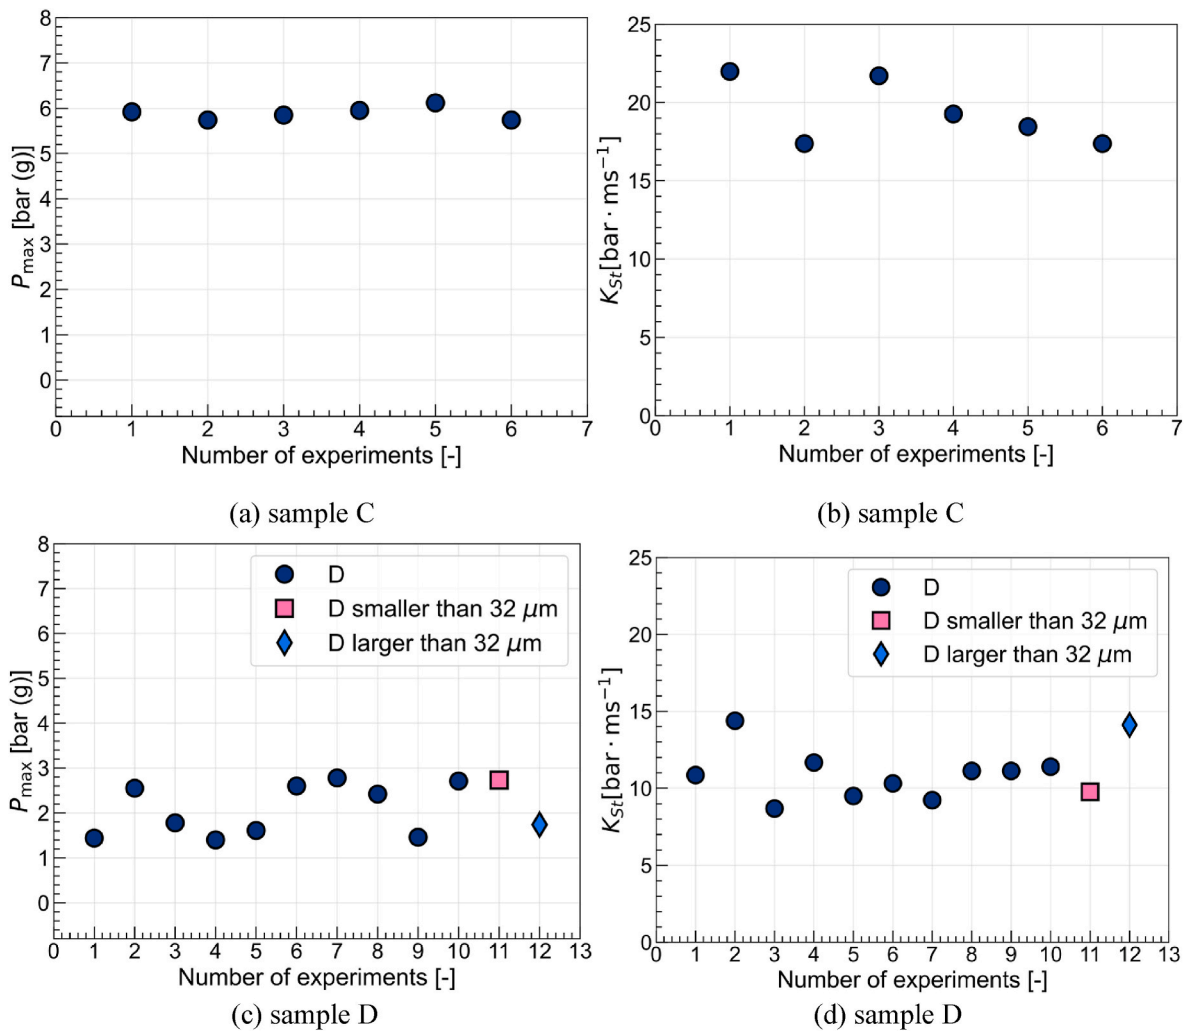 8
7
6
5
4
3
2
1
0
P_max [bar (g)]
0 1 2 3 4 5 6 7
Number of experiments [-]
(a) sample C
25
20
15
10
5
0
K_St[bar · ms⁻¹]
0 1 2 3 4 5 6 7
Number of experiments [-]
(b) sample C
8
7
6
5
4
3
2
1
0
P_max [bar (g)]
D
D smaller than 32 μm
D larger than 32 μm
0 1 2 3 4 5 6 7 8 9 10 11 12 13
Number of experiments [-]
(c) sample D
25
20
15
10
5
0
K_St[bar · ms⁻¹]
D
D smaller than 32 μm
D larger than 32 μm
0 1 2 3 4 5 6 7 8 9 10 11 12 13
Number of experiments [-]
(d) sample D